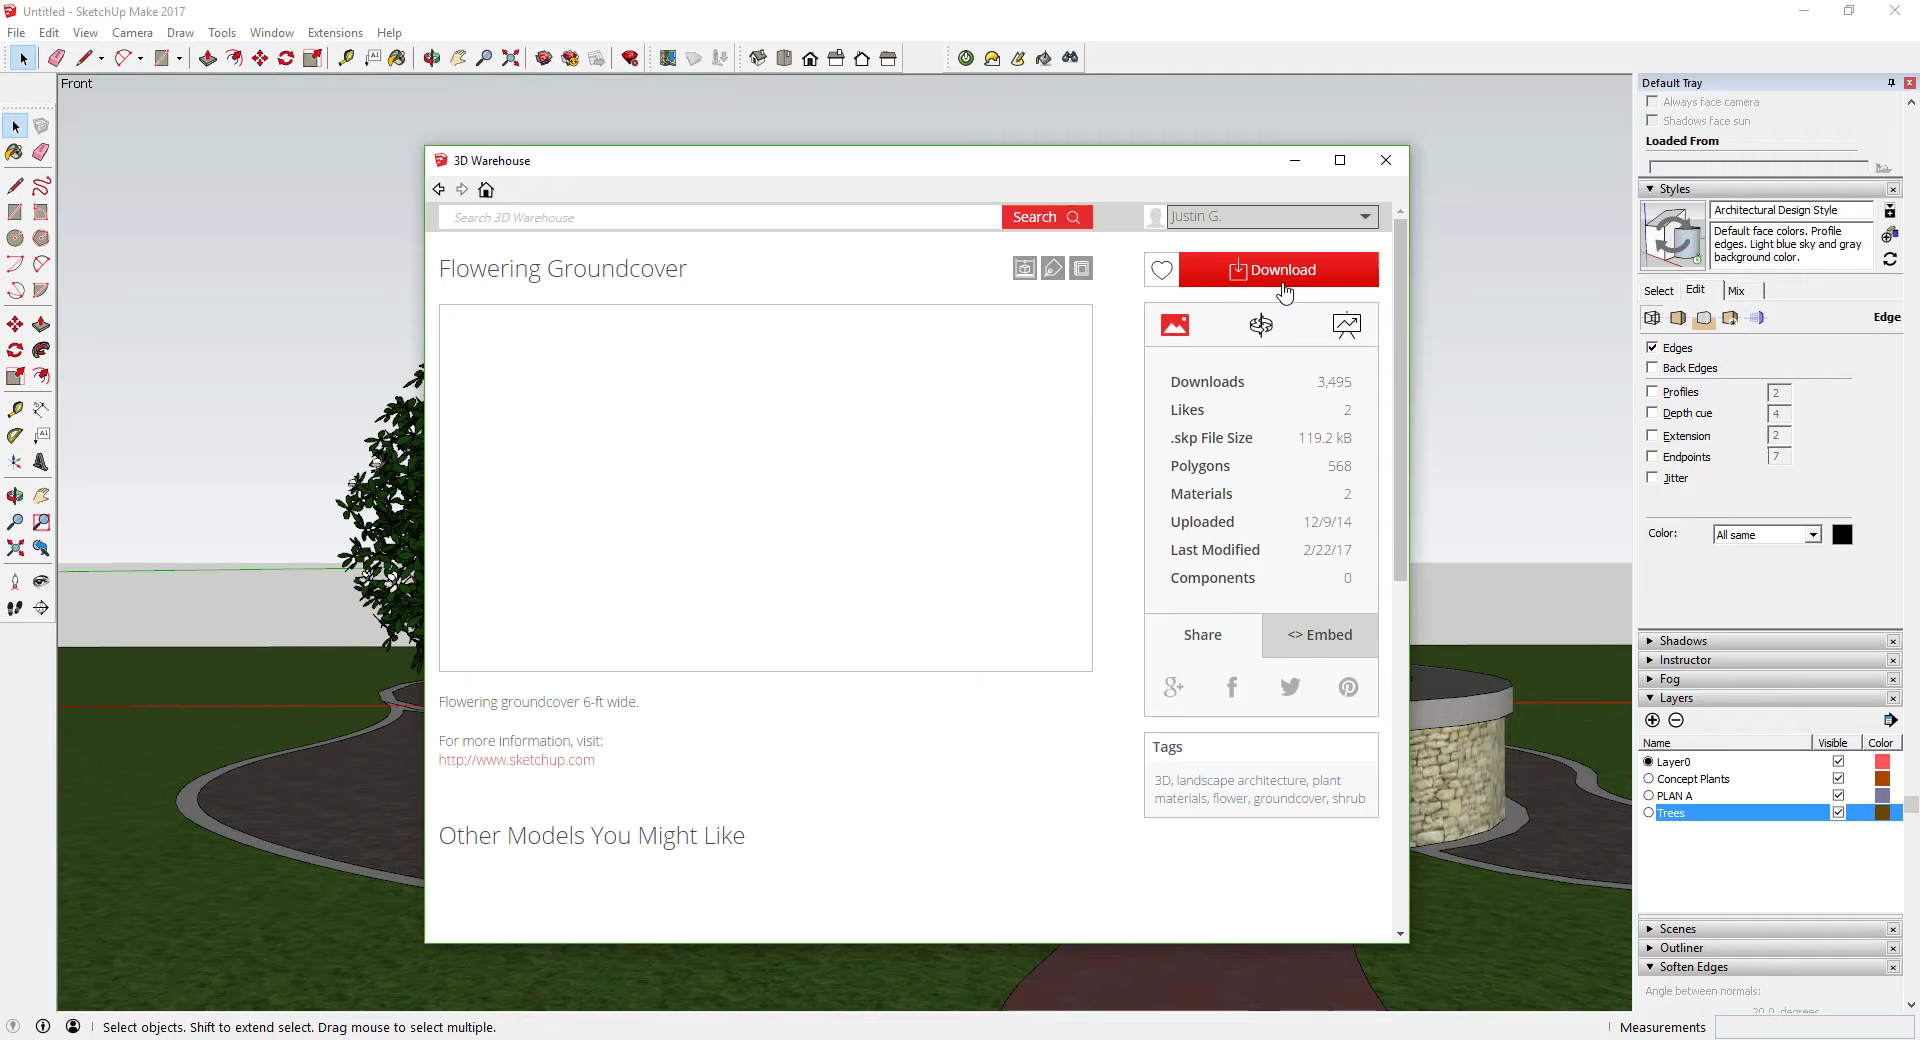 Untitled - SketchUp Make 2017
File Edit View Camera Draw Tools Window Extensions Help
Front
3D Warehouse
Search 3D Warehouse
Search
Justin G.
Flowering Groundcover
Download
Downloads 3,495
Likes 2
.skp File Size 119.2 kB
Polygons 568
Materials 2
Uploaded 12/9/14
Last Modified 2/22/17
Components 0
Share <> Embed
Flowering groundcover 6-ft wide.
For more information, visit:
http://www.sketchup.com
Tags
3D, landscape architecture, plant
materials, flower, groundcover, shrub
Other Models You Might Like
Default Tray
Always face camera
Shadows face sun
Loaded From
Styles
Architectural Design Style
Default face colors. Profile
edges. Light blue sky and gray
background color.
Select Edit Mix
Edge
Edges
Back Edges
Profiles 2
Depth cue 4
Extension 2
Endpoints 7
Jitter
Color: All same
Shadows
Instructor
Fog
Layers
Name Visible Color
Layer0
Concept Plants
PLAN A
Trees
Scenes
Outliner
Soften Edges
Angle between normals:
20.0 degrees
Select objects. Shift to extend select. Drag mouse to select multiple.
Measurements